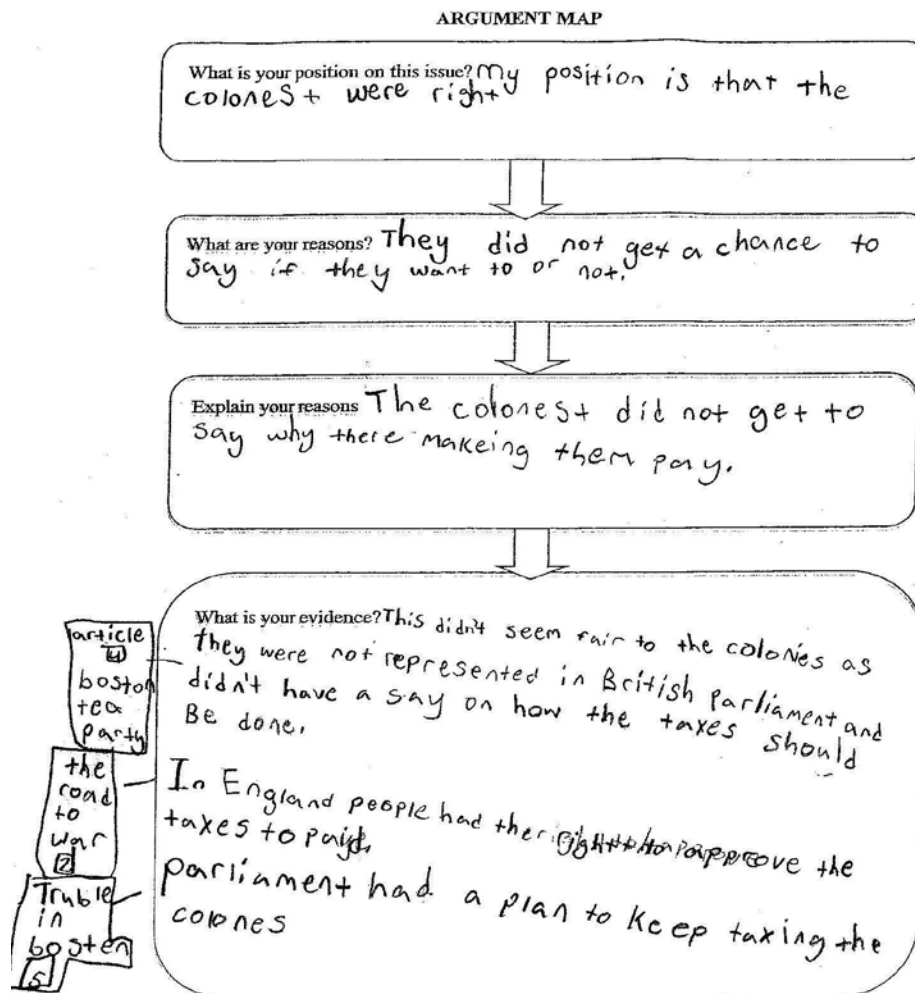 ARGUMENT MAP
What is your position on this issue? My position is that the
colonest were right
What are your reasons? They did not get a chance to
say if they want to or not.
Explain your reasons The colonest did not get to
say why there makeing them pay.
What is your evidence? This didn't seem fair to the colonies as
they were not represented in British parliament and
didn't have a say on how the taxes should
Be done.
In England people had the right to approve the
taxes to paid.
parliament had a plan to keep taxing the
colones
article
4
boston
tea
party
the
road
to
war
2
Truble
in
bosten
5